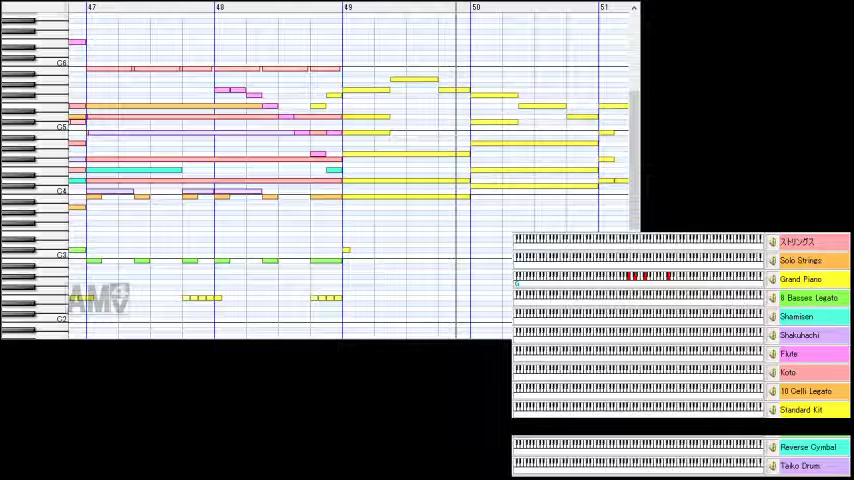 47 48 49 50 51
C6
C5
C4
C3
C2
AMV4
ストリングス
Solo Strings
Grand Piano
8 Basses Legato
Shamisen
Shakuhachi
Flute
Koto
10 Celli Legato
Standard Kit
Reverse Cymbal
Taiko Drum